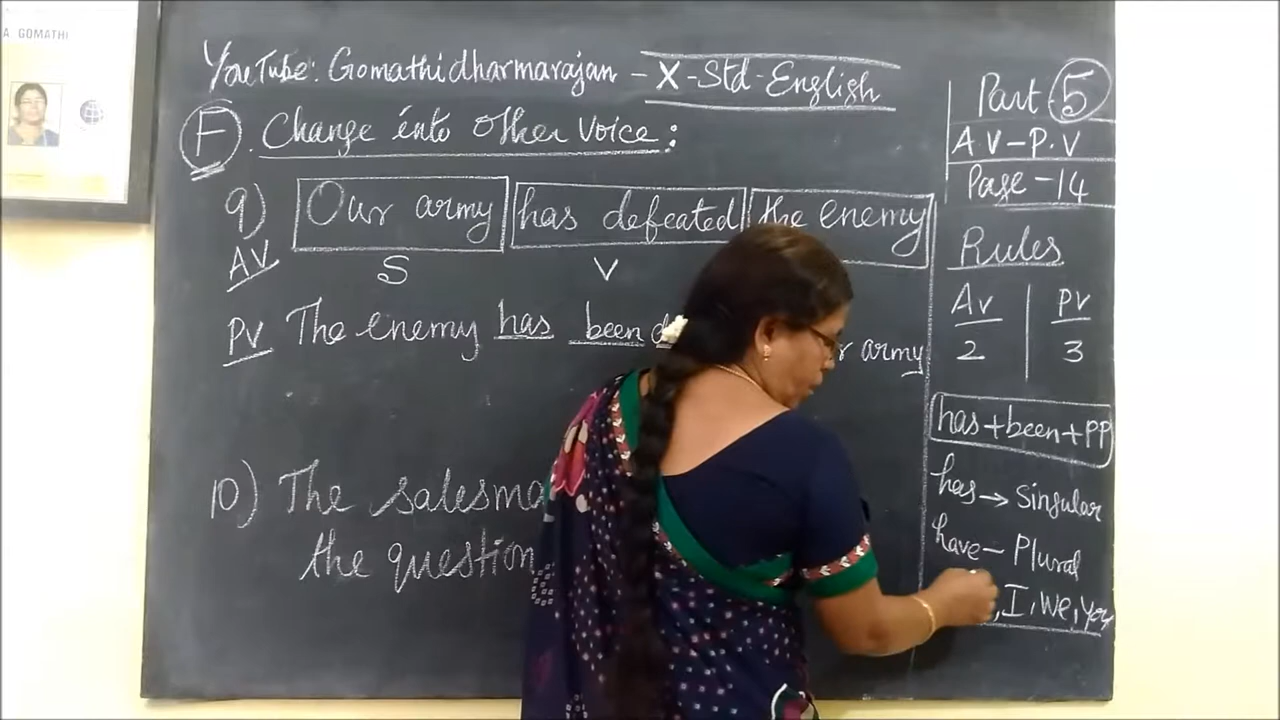 A. GOMATHI
YouTube: Gomathidharmarajan - X-Std-English
F. Change into Other Voice:
9) Our army has defeated the enemy
AV S V
PV The enemy has been army
10) The
the question
Part 5
AV-P.V
Page-14
Rules
AV PV
2 3
has+been+PP
has→Singular
have-Plural
,I,We,You